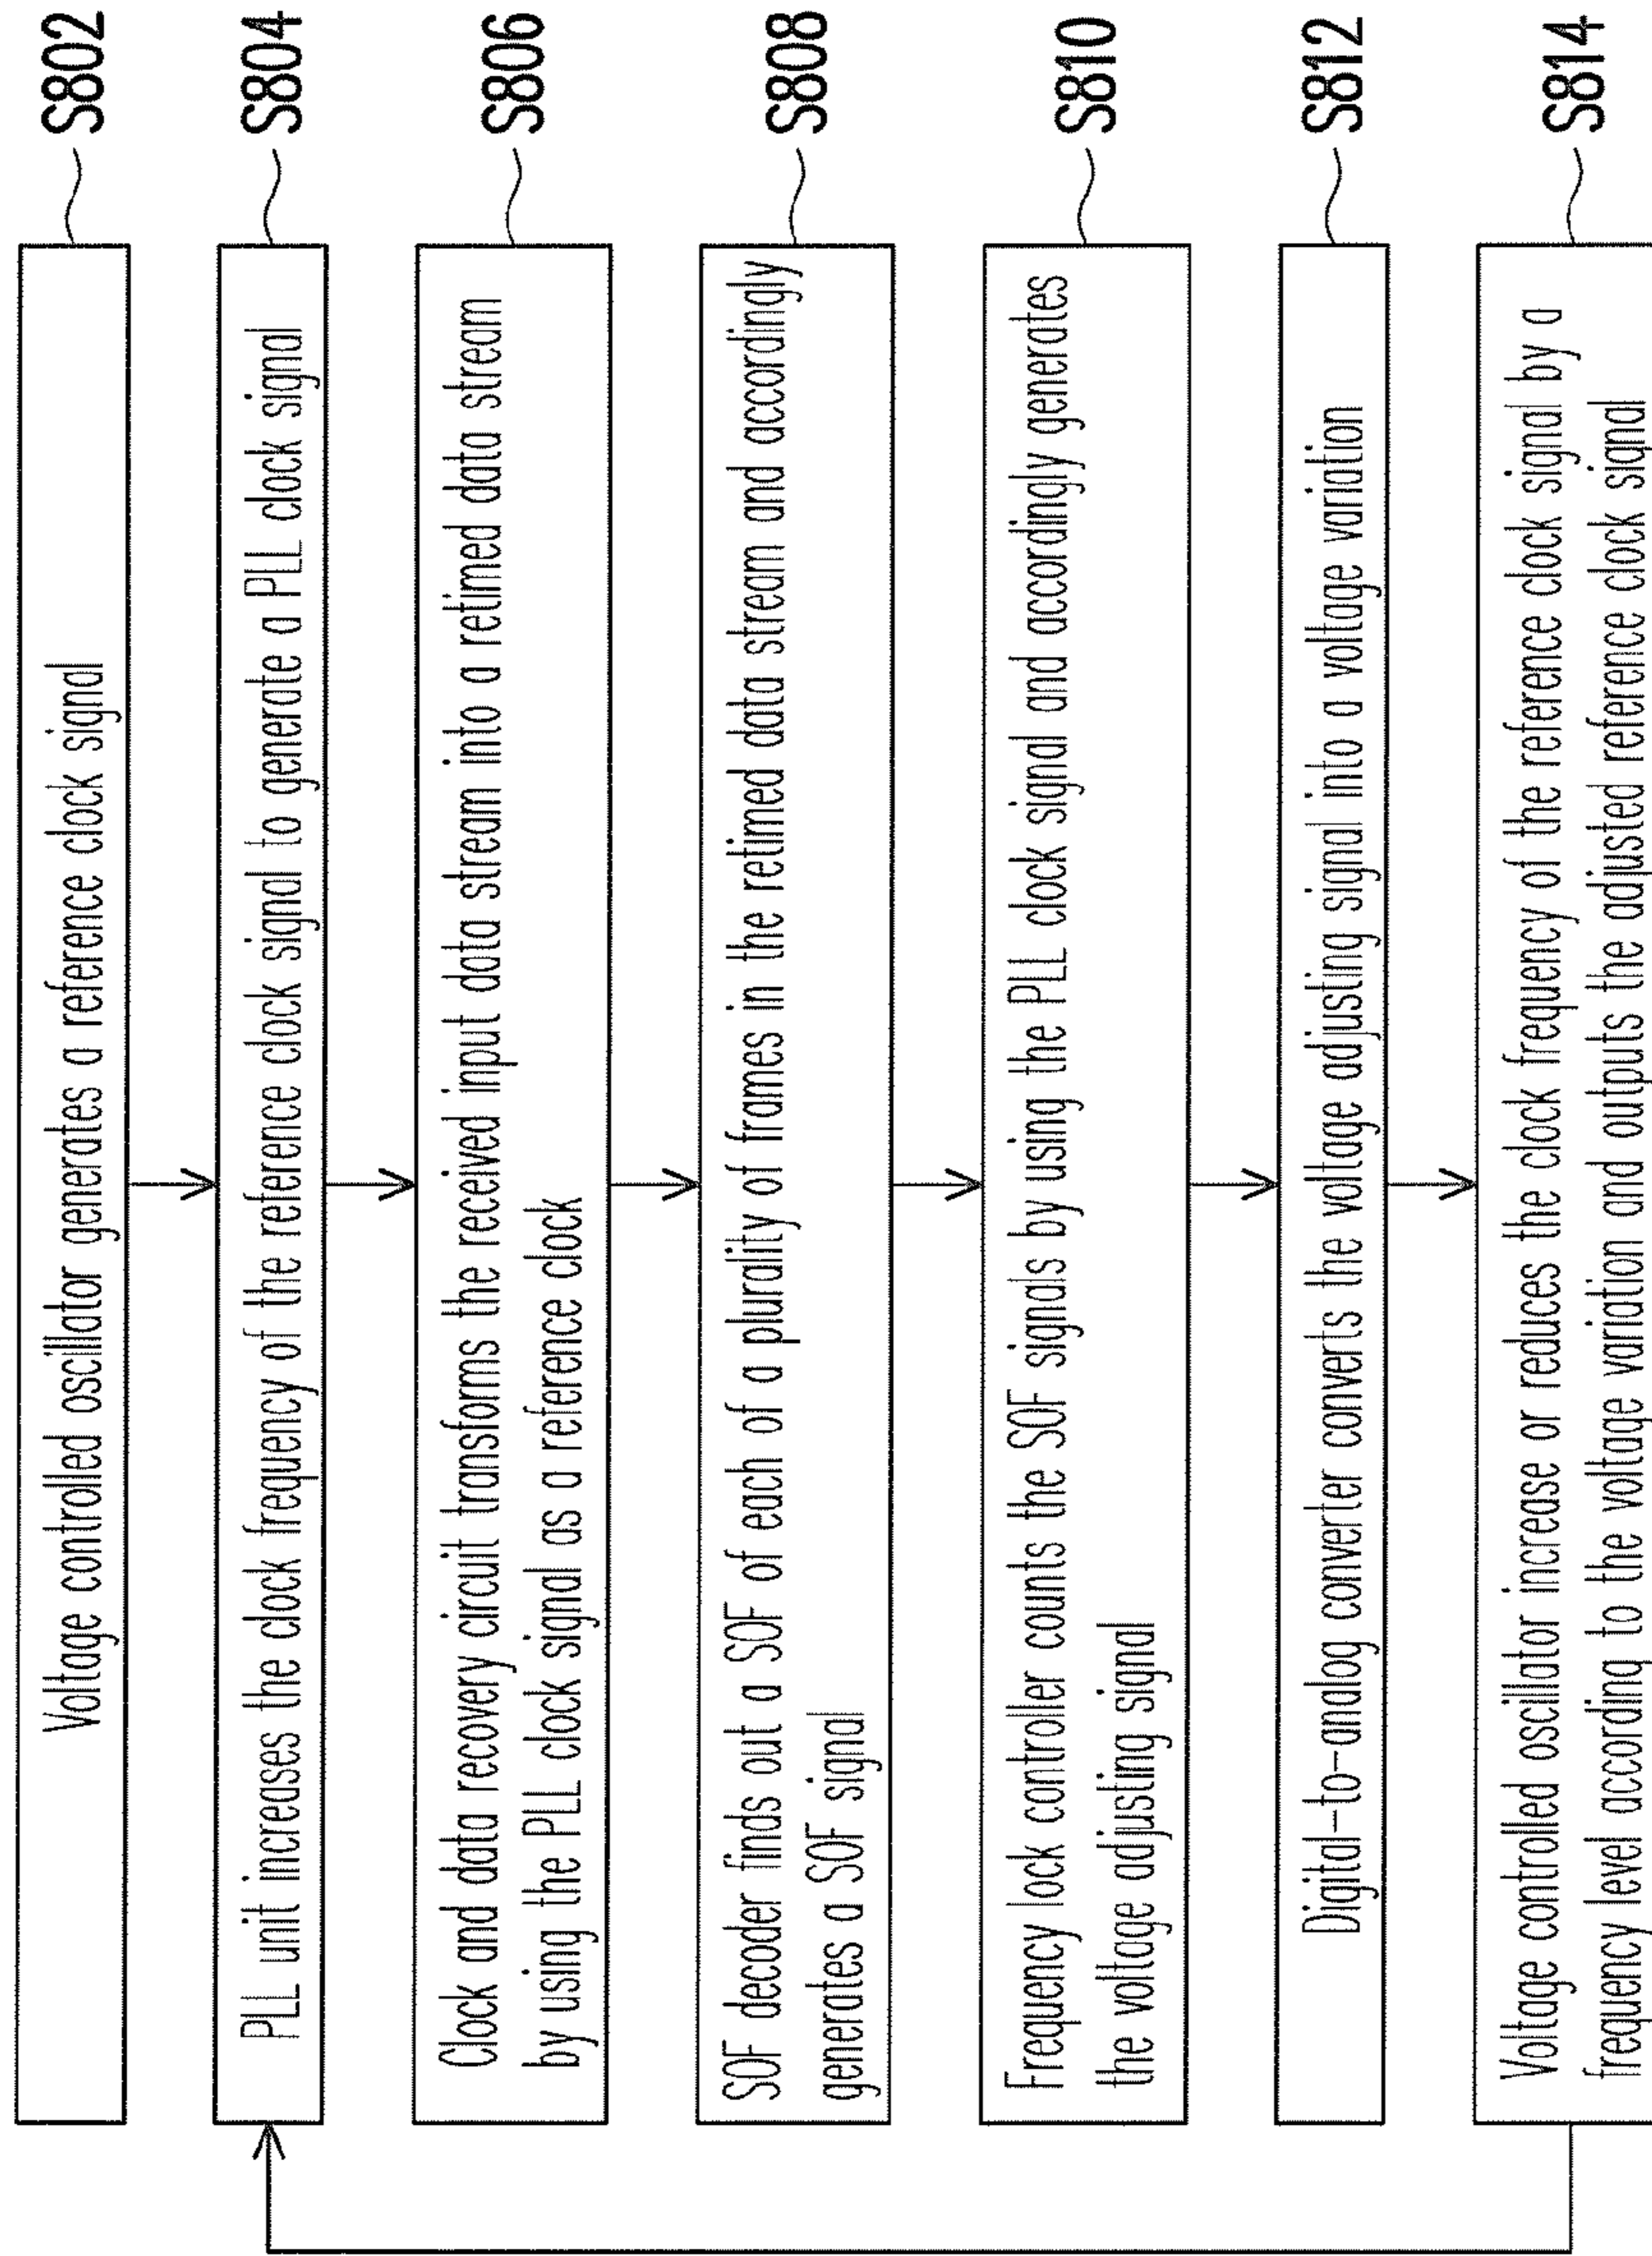 Voltage controlled oscillator generates a reference clock signal
S802
PLL unit increases the clock frequency of the reference clock signal to generate a PLL clock signal
S804
Clock and data recovery circuit transforms the received input data stream into a retimed data stream
by using the PLL clock signal as a reference clock
S806
SOF decoder finds out a SOF of each of a plurality of frames in the retimed data stream and accordingly
generates a SOF signal
S808
Frequency lock controller counts the SOF signals by using the PLL clock signal and accordingly generates
the voltage adjusting signal
S810
Digital-to-analog converter converts the voltage adjusting signal into a voltage variation
S812
Voltage controlled oscillator increase or reduces the clock frequency of the reference clock signal by a
frequency level according to the voltage variation and outputs the adjusted reference clock signal
S814